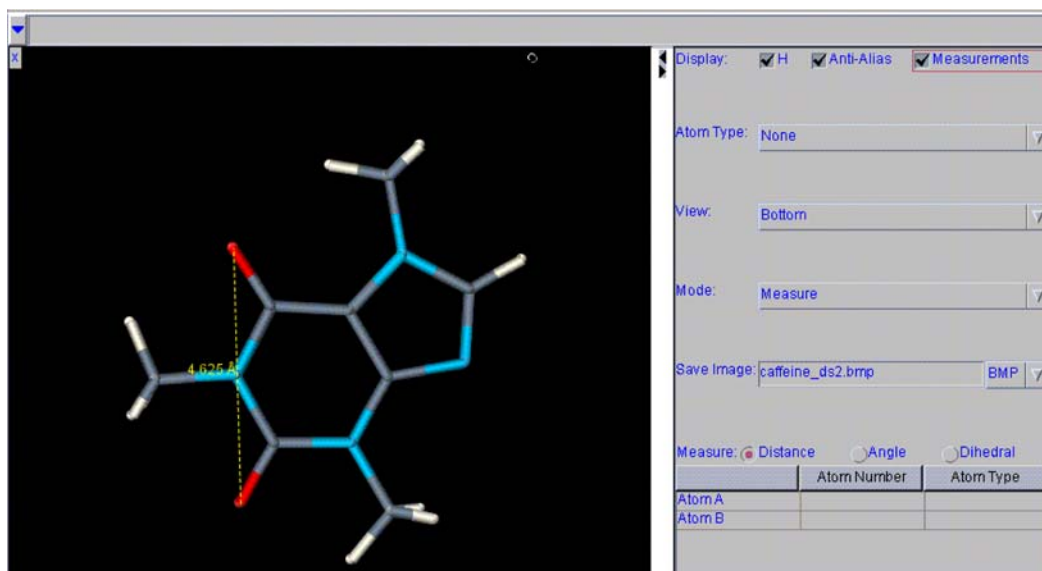 X
Display: H Anti-Alias Measurements
Atom Type: None
View: Bottom
Mode: Measure
4.625 Å
Save Image: caffeine_ds2.bmp BMP
Measure: Distance Angle Dihedral
Atom Number Atom Type
Atom A
Atom B